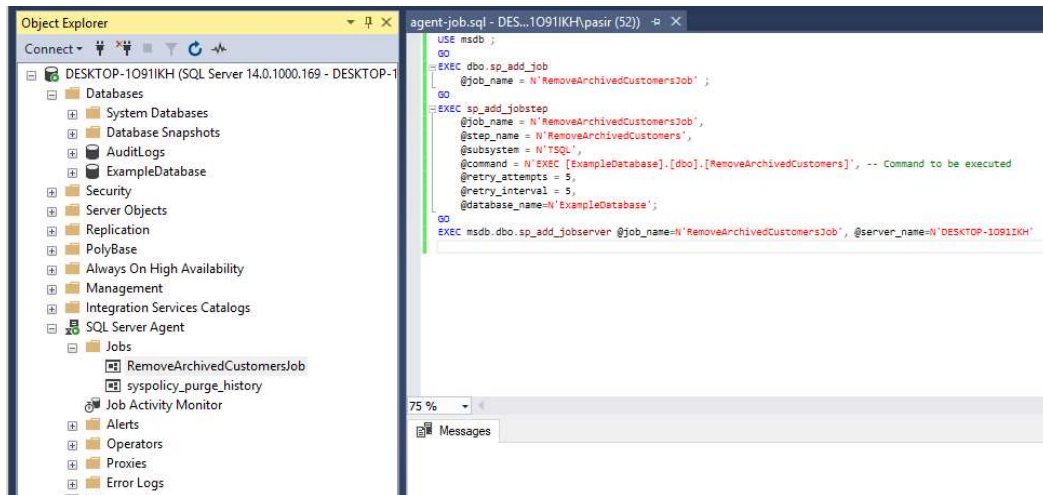 Object Explorer
Connect
DESKTOP-1O91IKH (SQL Server 14.0.1000.169 - DESKTOP-1
Databases
System Databases
Database Snapshots
AuditLogs
ExampleDatabase
Security
Server Objects
Replication
PolyBase
Always On High Availability
Management
Integration Services Catalogs
SQL Server Agent
Jobs
RemoveArchivedCustomersJob
syspolicy_purge_history
Job Activity Monitor
Alerts
Operators
Proxies
Error Logs
agent-job.sql - DES...1O91IKH\pasir (52))
USE msdb ;
GO
EXEC dbo.sp_add_job
@job_name = N'RemoveArchivedCustomersJob' ;
GO
EXEC sp_add_jobstep
@job_name = N'RemoveArchivedCustomersJob',
@step_name = N'RemoveArchivedCustomers',
@subsystem = N'TSQL',
@command = N'EXEC [ExampleDatabase].[dbo].[RemoveArchivedCustomers]', -- Command to be executed
@retry_attempts = 5,
@retry_interval = 5,
@database_name=N'ExampleDatabase';
GO
EXEC msdb.dbo.sp_add_jobserver @job_name=N'RemoveArchivedCustomersJob', @server_name=N'DESKTOP-1O91IKH'
75 %
Messages